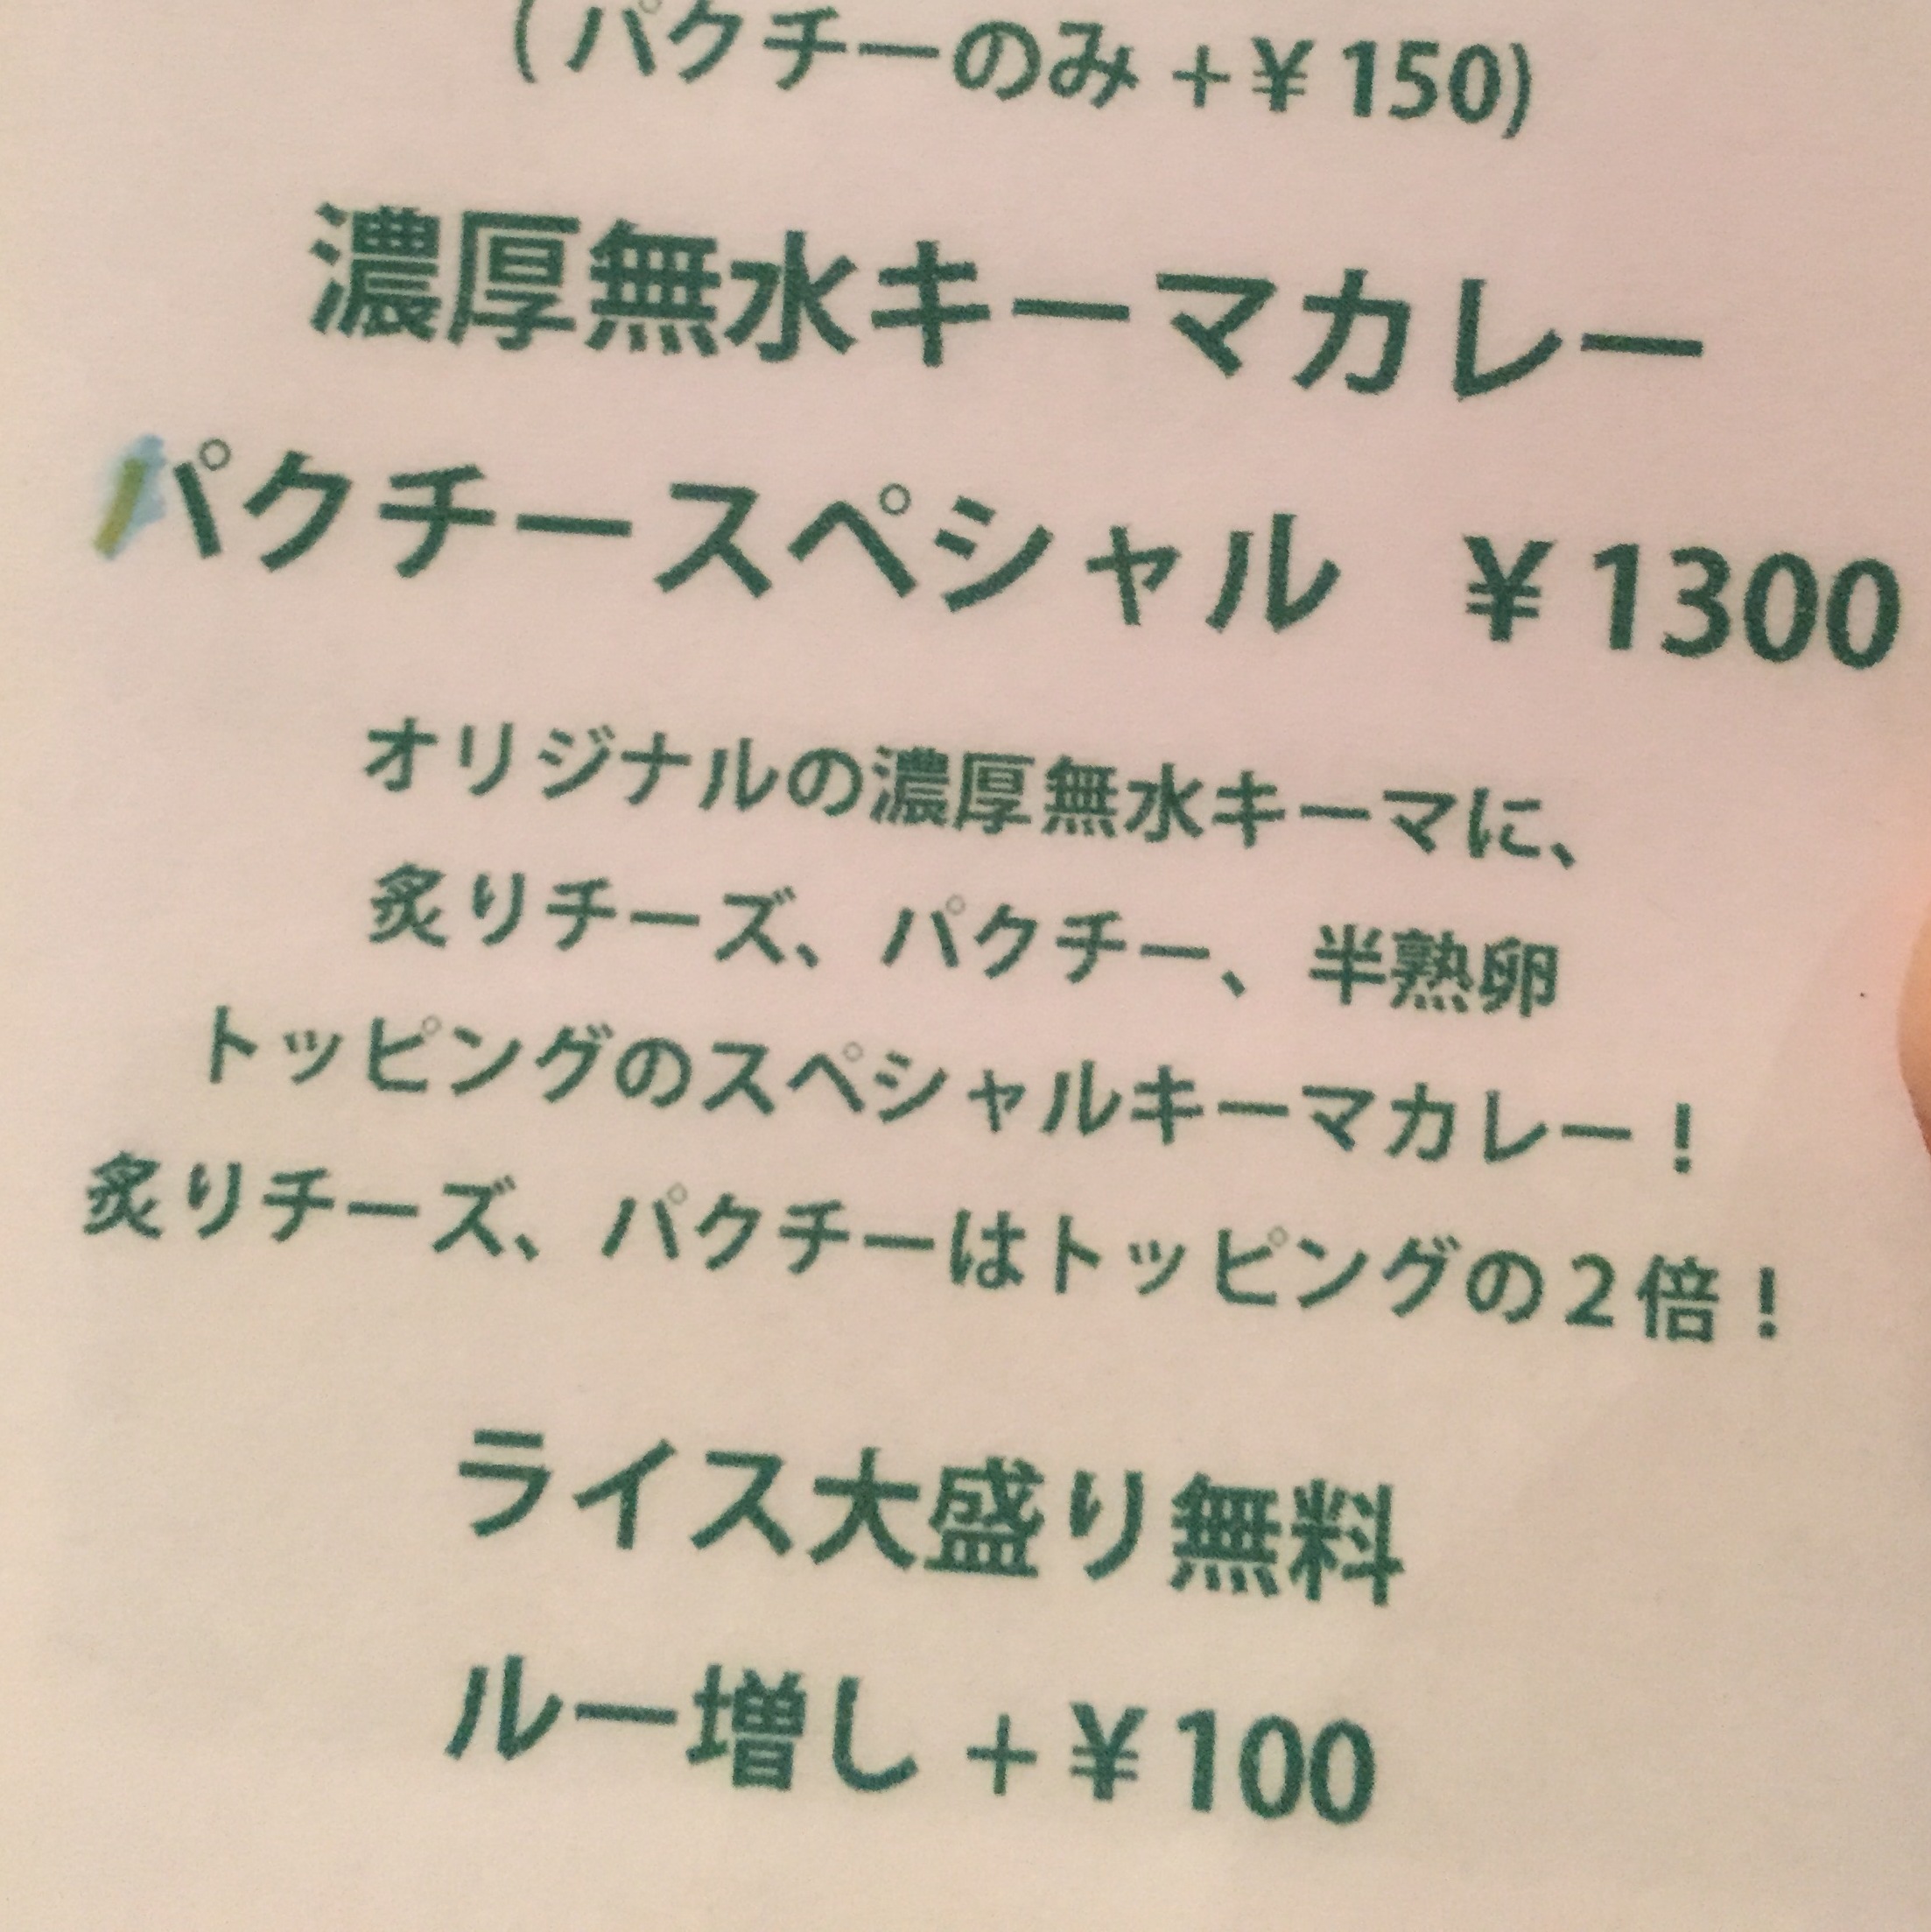 (パクチーのみ +¥150)
濃厚無水キーマカレー
パクチースペシャル ¥1300
オリジナルの濃厚無水キーマに、
炙りチーズ、パクチー、半熟卵
トッピングのスペシャルキーマカレー！
炙りチーズ、パクチーはトッピングの2倍！
ライス大盛り無料
ルー増し +¥100